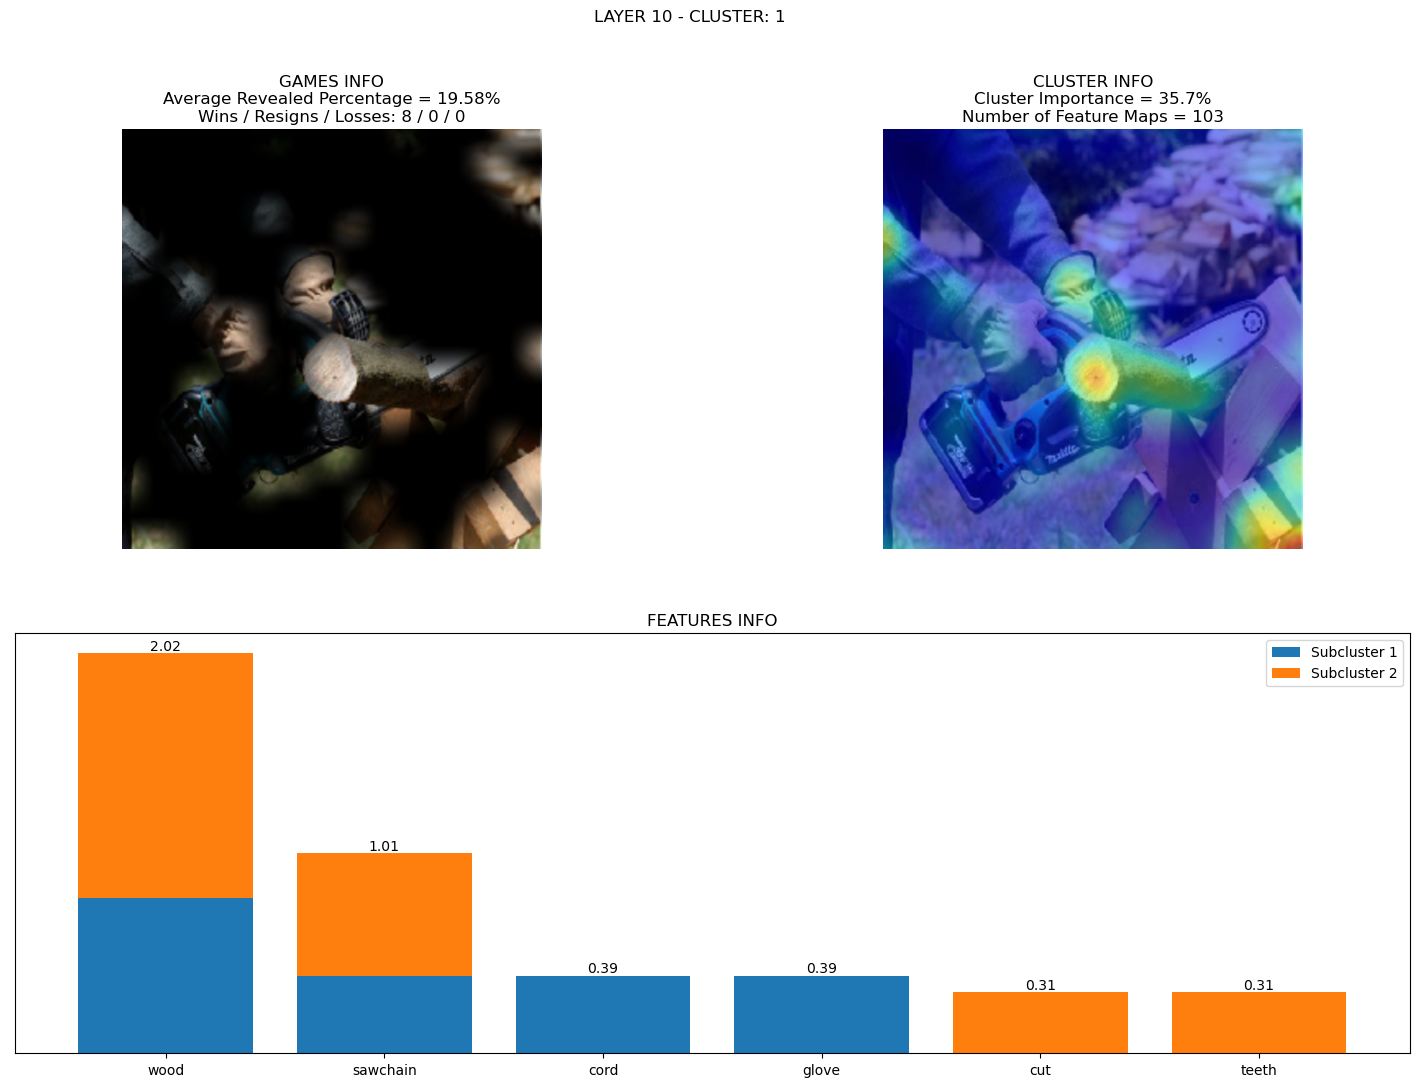 LAYER 10 - CLUSTER: 1
GAMES INFO
Average Revealed Percentage = 19.58%
Wins / Resigns / Losses: 8 / 0 / 0
CLUSTER INFO
Cluster Importance = 35.7%
Number of Feature Maps = 103
makita
FEATURES INFO
Subcluster 1
Subcluster 2
2.02
1.01
0.39
0.39
0.31
0.31
wood
sawchain
cord
glove
cut
teeth